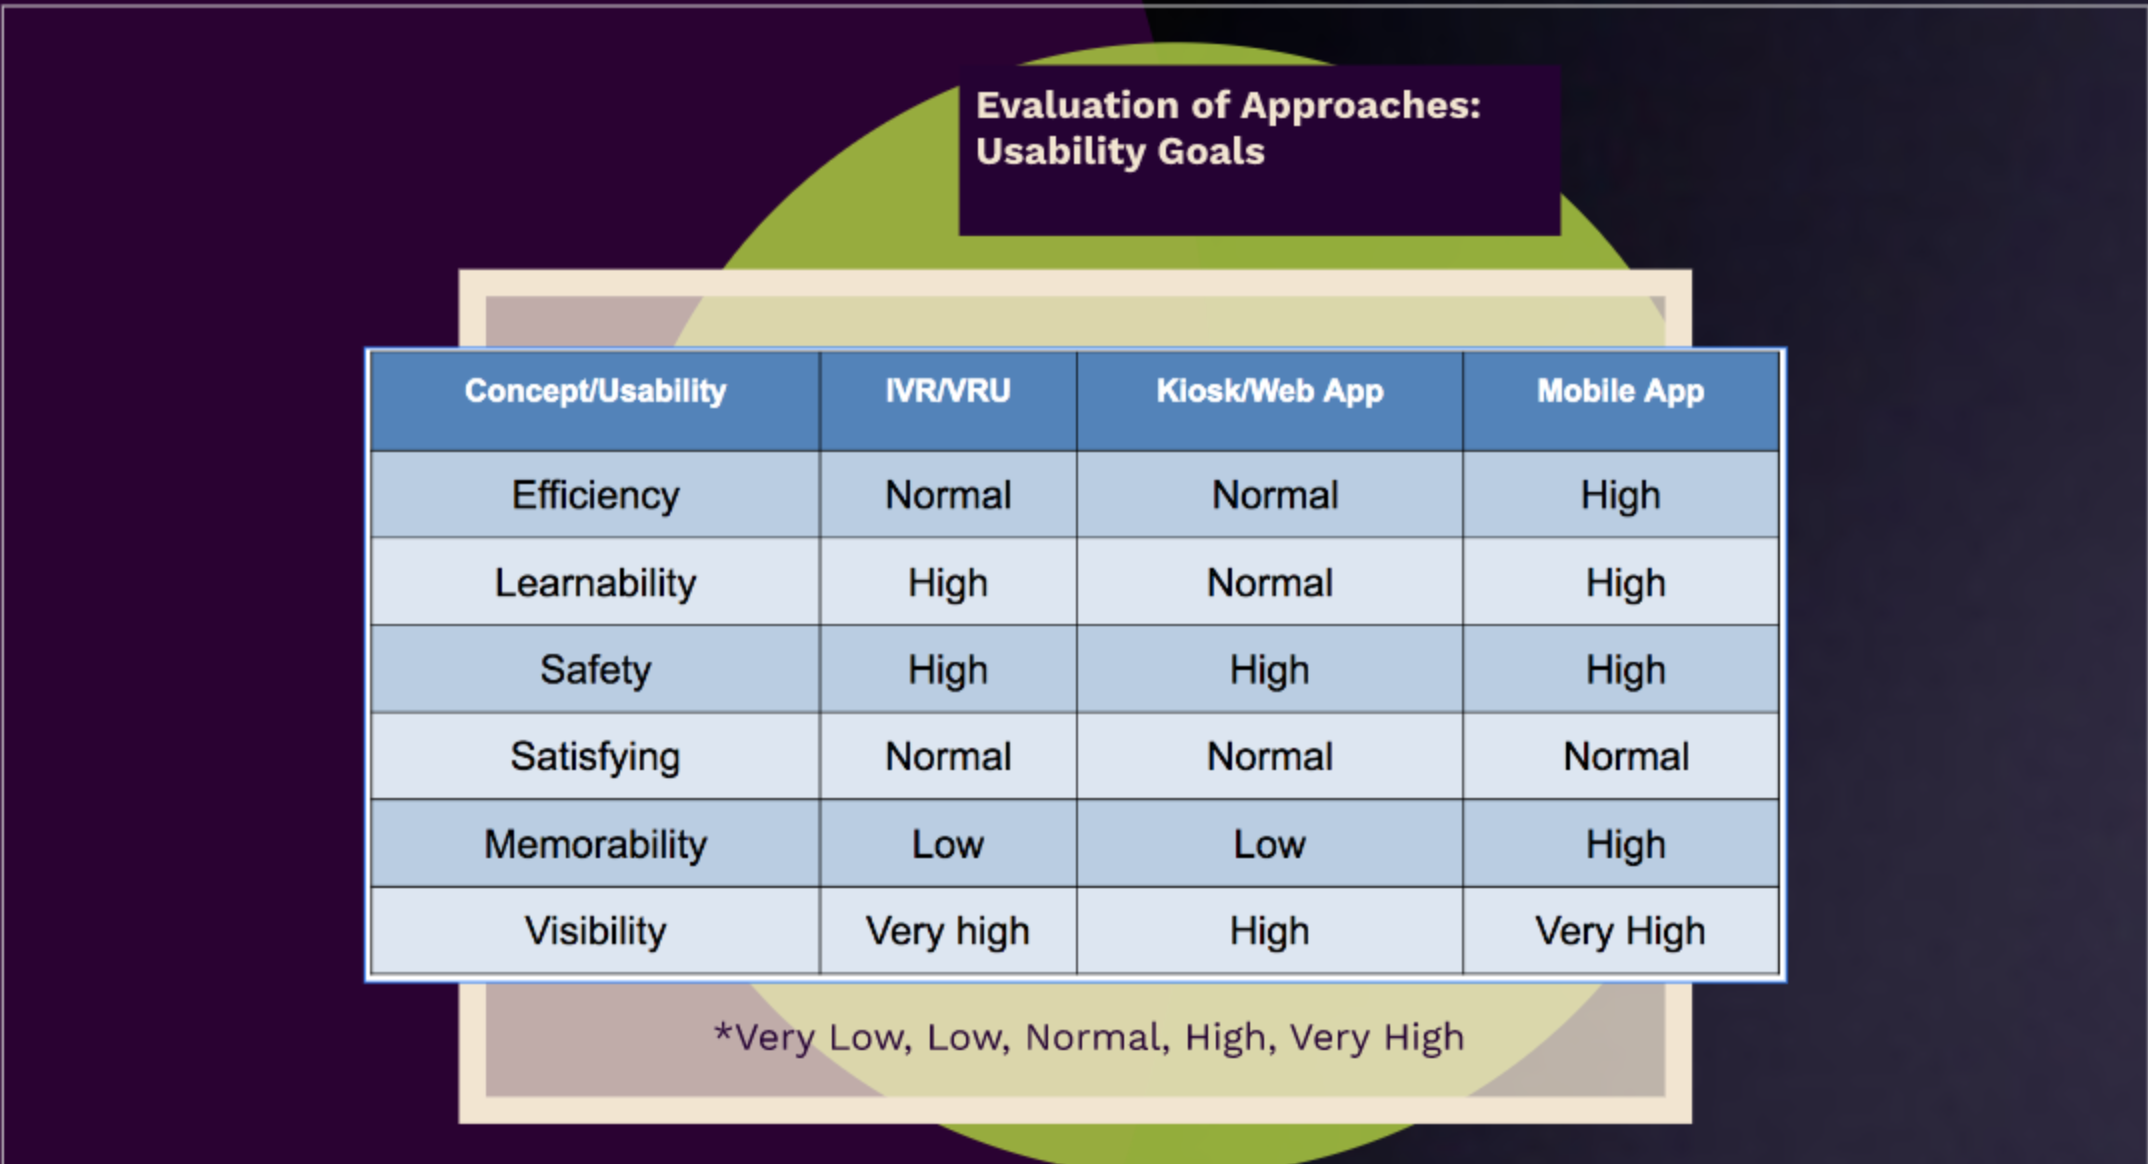 Evaluation of Approaches:
Usability Goals
Concept/Usability IVR/VRU Kiosk/Web App Mobile App
Efficiency Normal Normal High
Learnability High Normal High
Safety High High High
Satisfying Normal Normal Normal
Memorability Low Low High
Visibility Very high High Very High
*Very Low, Low, Normal, High, Very High